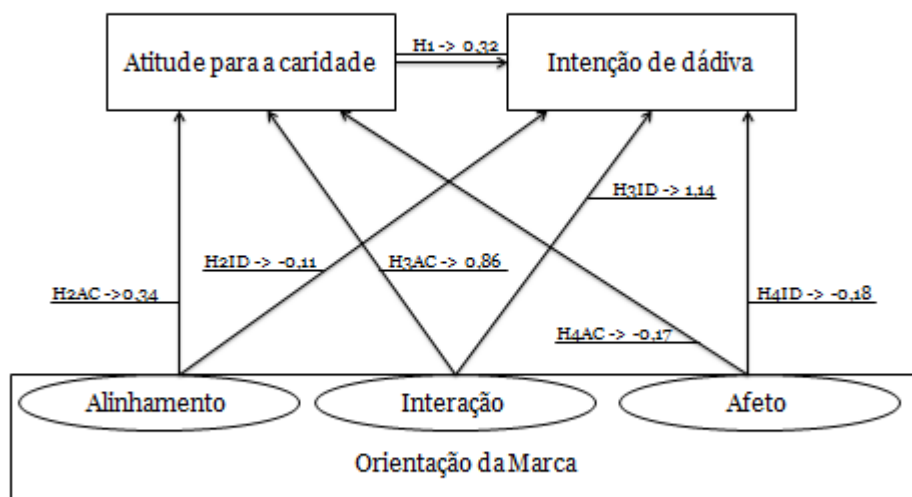 H1 -> 0,32
Atitude para a caridade
Intenção de dádiva
H3ID -> 1,14
H2ID -> -0,11
H3AC -> 0,86
H2AC ->0,34
H4ID -> -0,18
H4AC -> -0,17
Alinhamento
Interação
Afeto
Orientação da Marca